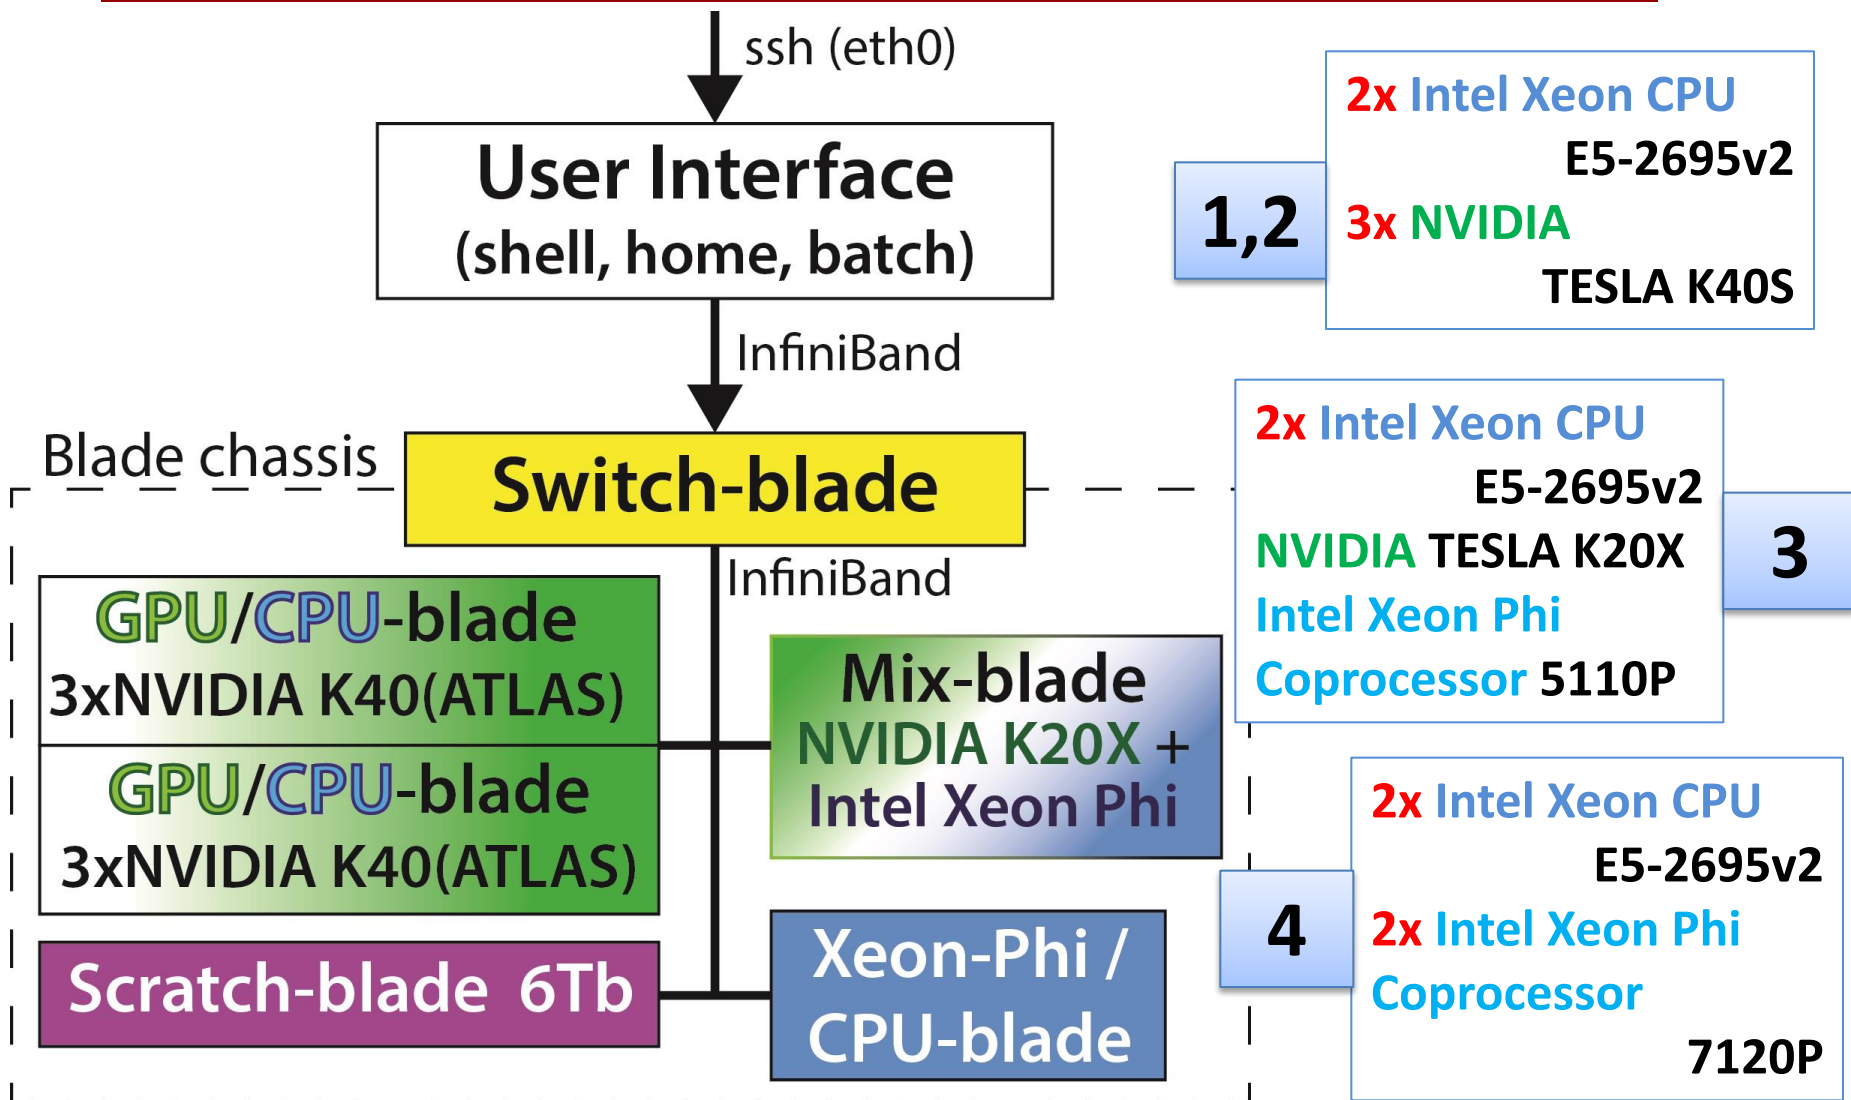 ssh (eth0)
User Interface
(shell, home, batch)
InfiniBand
Blade chassis
Switch-blade
InfiniBand
GPU/CPU-blade
3xNVIDIA K40(ATLAS)
GPU/CPU-blade
3xNVIDIA K40(ATLAS)
Scratch-blade 6Tb
Mix-blade
NVIDIA K20X +
Intel Xeon Phi
Xeon-Phi /
CPU-blade
1,2
2x Intel Xeon CPU
E5-2695v2
3x NVIDIA
TESLA K40S
2x Intel Xeon CPU
E5-2695v2
NVIDIA TESLA K20X
Intel Xeon Phi
Coprocessor 5110P
3
4
2x Intel Xeon CPU
E5-2695v2
2x Intel Xeon Phi
Coprocessor
7120P